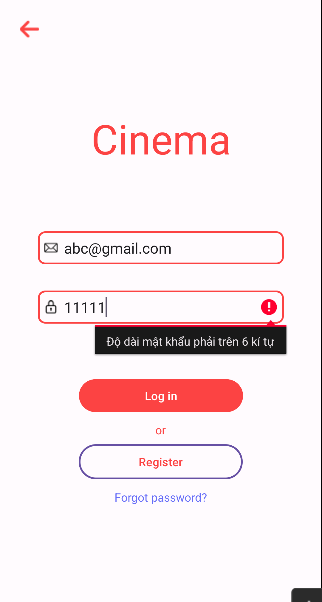 Cinema
abc@gmail.com
11111
Độ dài mật khẩu phải trên 6 kí tự
Log in
or
Register
Forgot password?